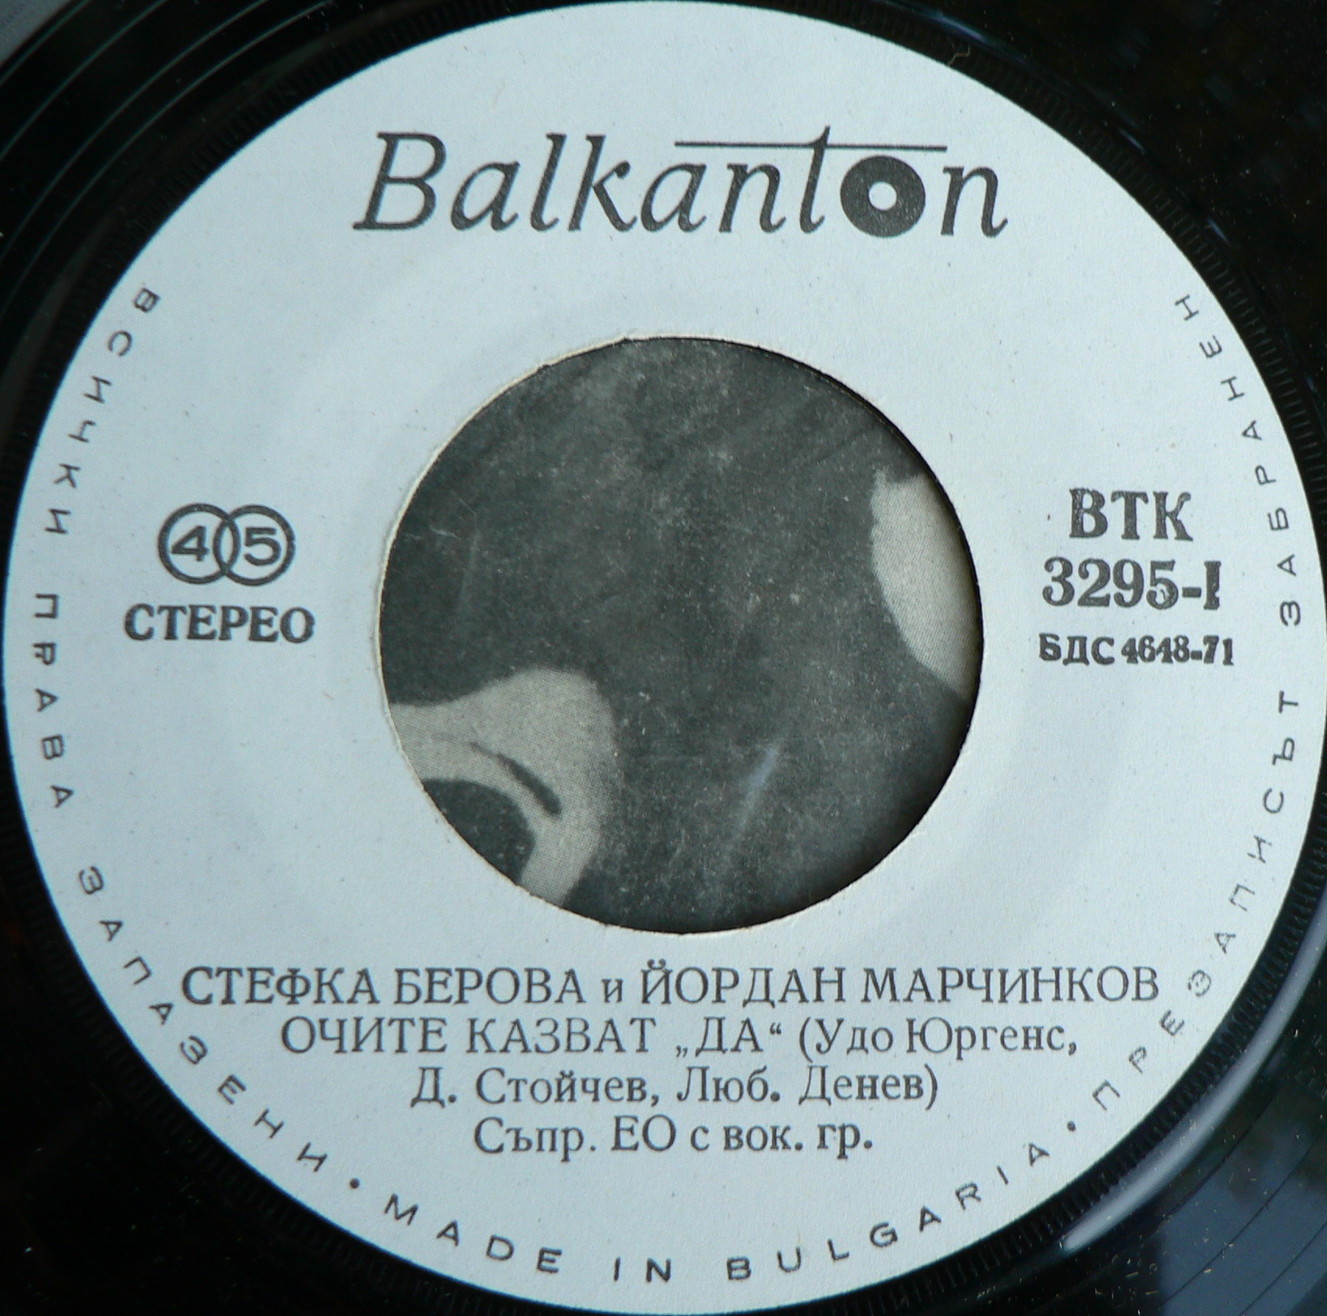 Balkanton
45
СТЕРЕО
ВТК
3295-I
БДС 4648-71
СТЕФКА БЕРОВА и ЙОРДАН МАРЧИНКОВ
ОЧИТЕ КАЗВАТ „ДА“ (Удо Юргенс,
Д. Стойчев, Люб. Денев)
Съпр. ЕО с вок. гр.
ВСИЧКИ ПРАВА ЗАПАЗЕНИ • MADE IN BULGARIA • ПРЕЗАПИСЪТ ЗАБРАНЕН